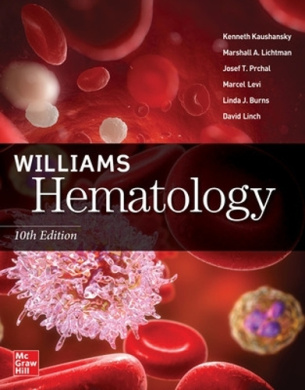 Kenneth Kaushansky
Marshall A. Lichtman
Josef T. Prchal
Marcel Levi
Linda J. Burns
David Linch
WILLIAMS
Hematology
10th Edition
Mc
Graw
Hill